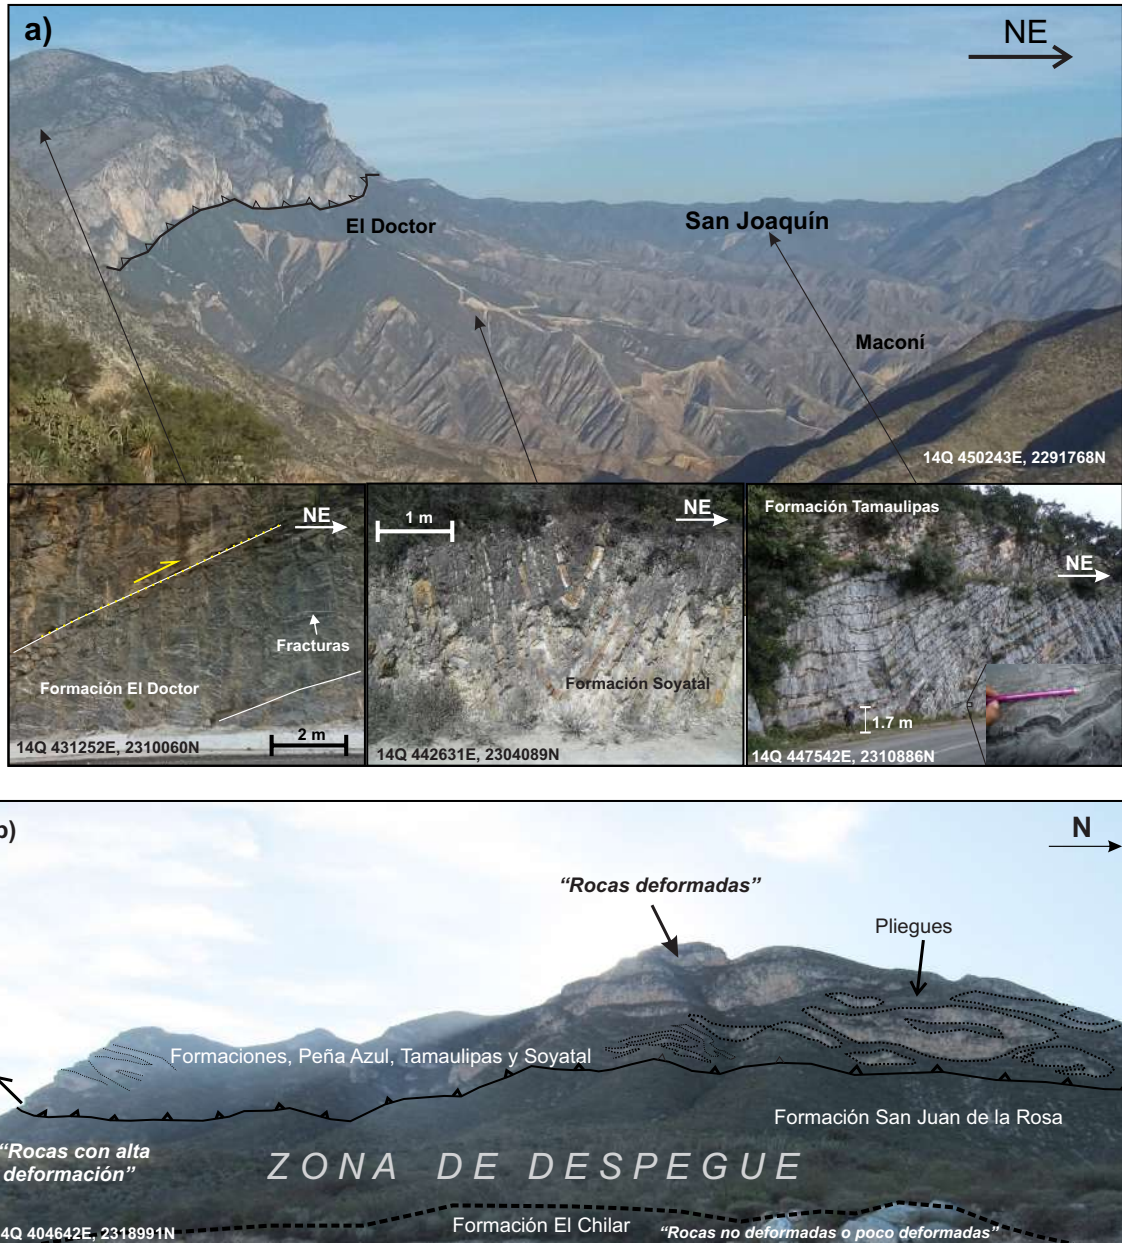 a)
NE
El Doctor
San Joaquín
Maconí
14Q 450243E, 2291768N
NE
Fracturas
Formación El Doctor
2 m
14Q 431252E, 2310060N
1 m
NE
Formación Soyatal
14Q 442631E, 2304089N
Formación Tamaulipas
NE
1.7 m
14Q 447542E, 2310886N
b)
N
“Rocas deformadas”
Pliegues
Formaciones, Peña Azul, Tamaulipas y Soyatal
Formación San Juan de la Rosa
“Rocas con alta
deformación”
ZONA DE DESPEGUE
4Q 404642E, 2318991N
Formación El Chilar
“Rocas no deformadas o poco deformadas”